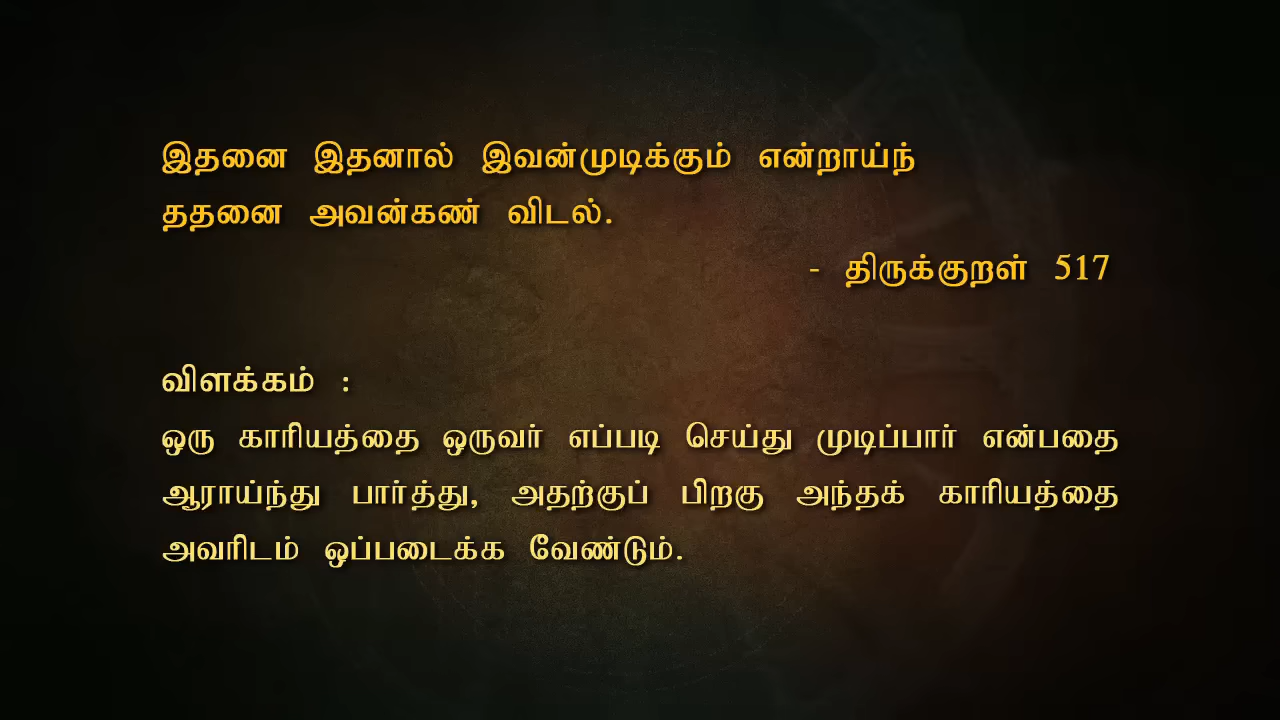 இதனை இதனால் இவன்முடிக்கும் என்றாய்ந்
ததனை அவன்கண் விடல்.
- திருக்குறள் 517
விளக்கம் :
ஒரு காரியத்தை ஒருவர் எப்படி செய்து முடிப்பார் என்பதை
ஆராய்ந்து பார்த்து, அதற்குப் பிறகு அந்தக் காரியத்தை
அவரிடம் ஒப்படைக்க வேண்டும்.